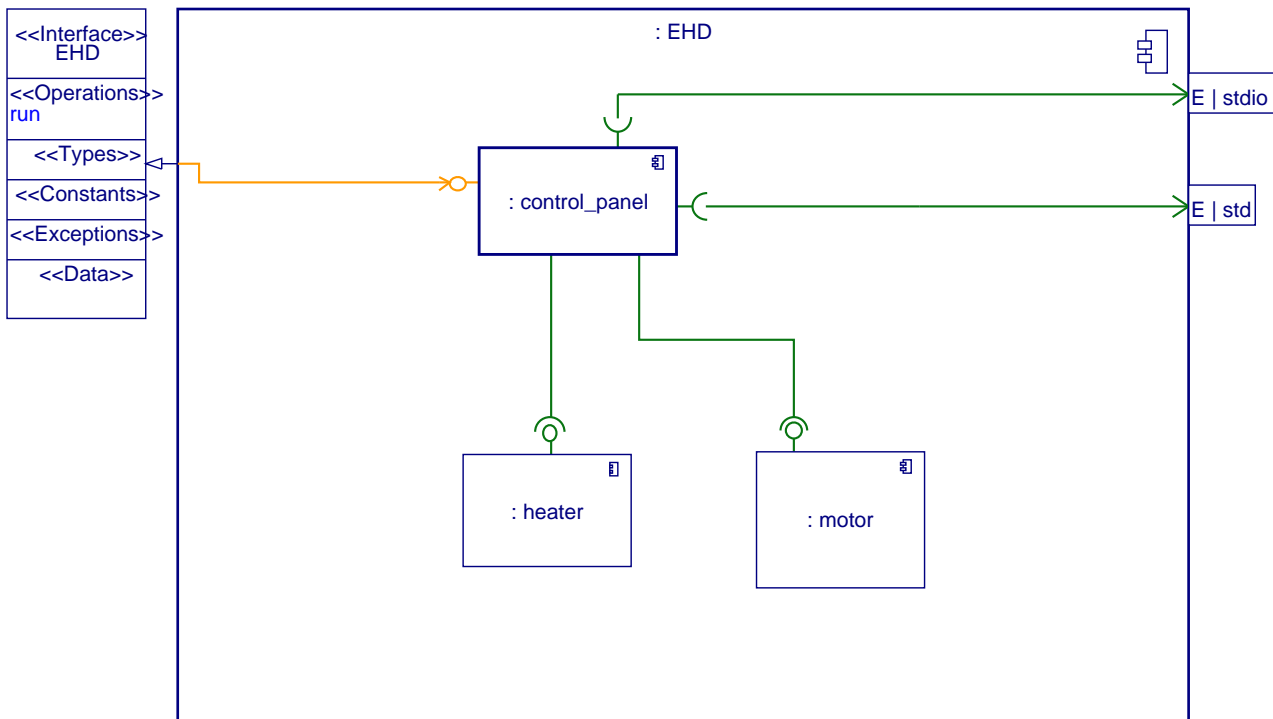 <<Interface>>
EHD
<<Operations>>
run
<<Types>>
<<Constants>>
<<Exceptions>>
<<Data>>
: EHD
E | stdio
: control_panel
E | std
: heater
: motor